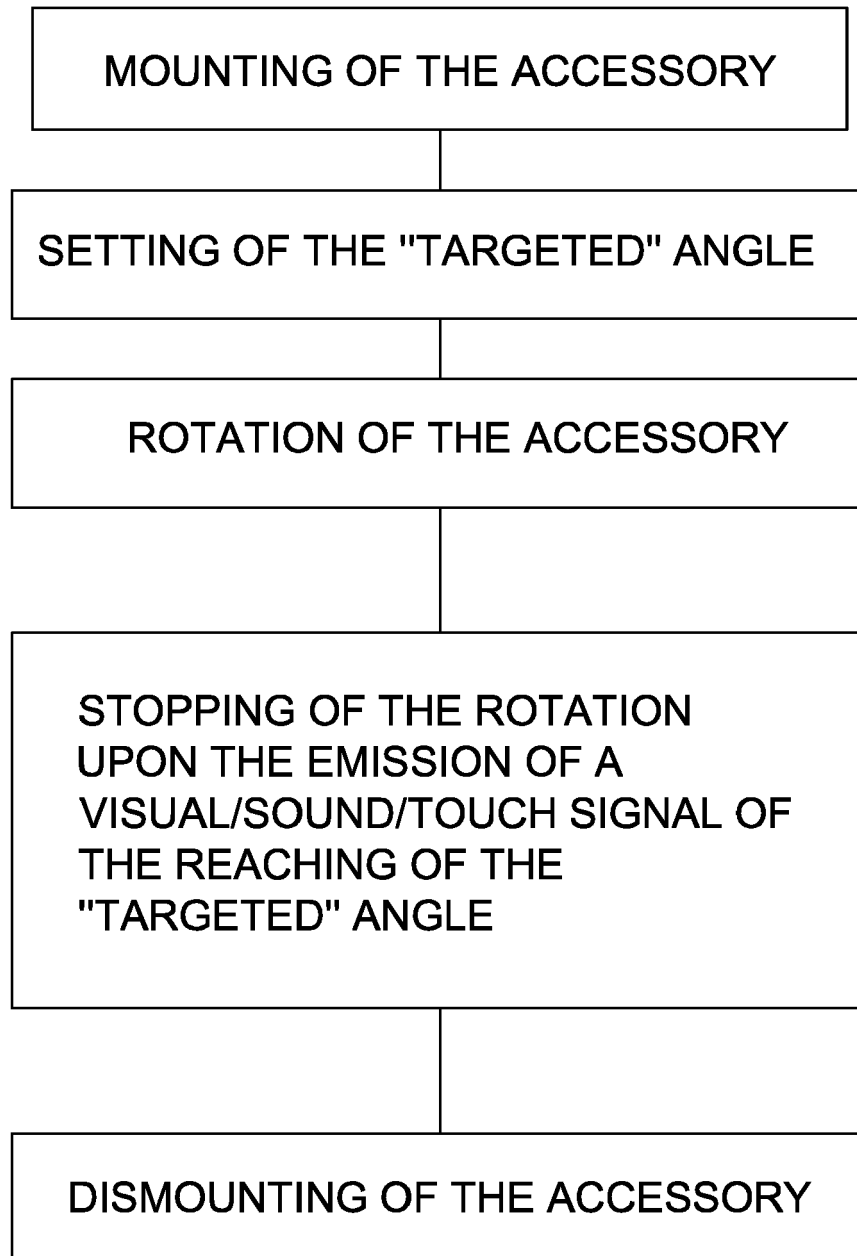 MOUNTING OF THE ACCESSORY
SETTING OF THE "TARGETED" ANGLE
ROTATION OF THE ACCESSORY
STOPPING OF THE ROTATION
UPON THE EMISSION OF A
VISUAL/SOUND/TOUCH SIGNAL OF
THE REACHING OF THE
"TARGETED" ANGLE
DISMOUNTING OF THE ACCESSORY